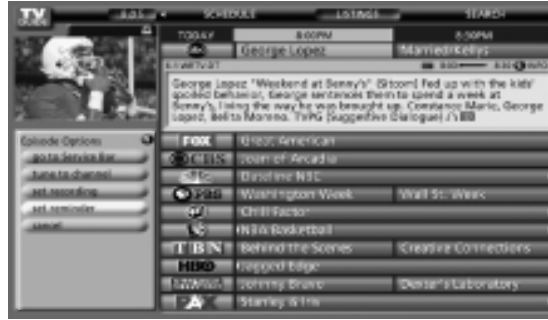 TV
SCHEDULE
LISTINGS
SEARCH
TODAY
8:00PM
8:30PM
abc
George Lopez
Married/Kellys
INFO
George Lopez "Weekend at Benny's" (Sitcom) Fed up with the kids'
spoiled behavior, George sentences them to spend a week at
Benny's, living the way he was brought up. Constance Marie, George
Lopez, Belita Moreno. TVPG (Suggestive Dialogue)
Episode Options
go to Service Bar
tune to channel
set recording
set reminder
cancel
FOX
Great American
CBS
Joan of Arcadia
Dateline NBC
PBS
Washington Week
Wall St. Week
Chill Factor
NBA Basketball
TBN
Behind the Scenes
Creative Connections
HBO
Jagged Edge
Johnny Bravo
Dexter's Laboratory
A
Stanley & Iris